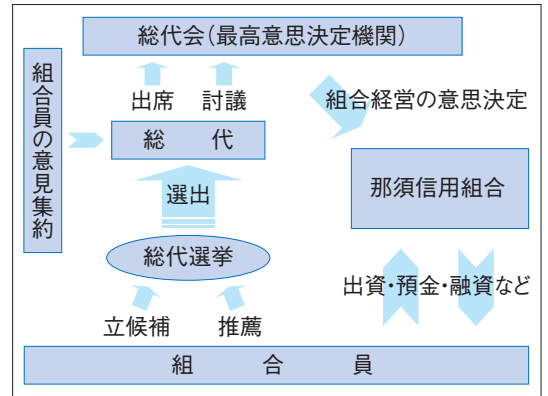 総代会（最高意思決定機関）
組合員の意見集約
出席
討議
組合経営の意思決定
総代
那須信用組合
選出
総代選挙
出資・預金・融資など
立候補
推薦
組合員